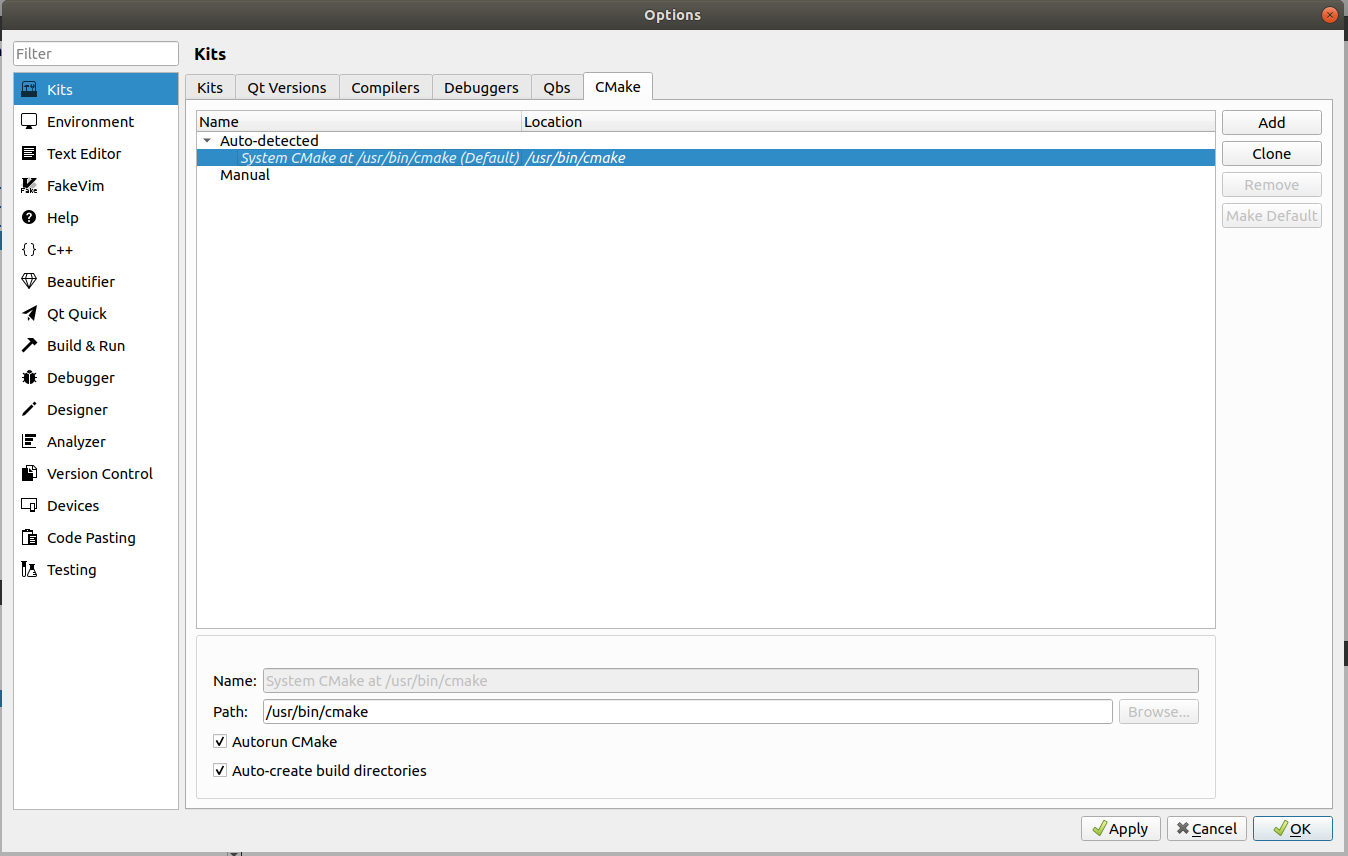 Options
Filter
Kits
Kits
Environment
Text Editor
FakeVim
Help
C++
Beautifier
Qt Quick
Build & Run
Debugger
Designer
Analyzer
Version Control
Devices
Code Pasting
Testing
Kits Qt Versions Compilers Debuggers Qbs CMake
Name Location
Auto-detected
System CMake at /usr/bin/cmake (Default) /usr/bin/cmake
Manual
Add
Clone
Remove
Make Default
Name: System CMake at /usr/bin/cmake
Path: /usr/bin/cmake Browse...
Autorun CMake
Auto-create build directories
Apply Cancel OK